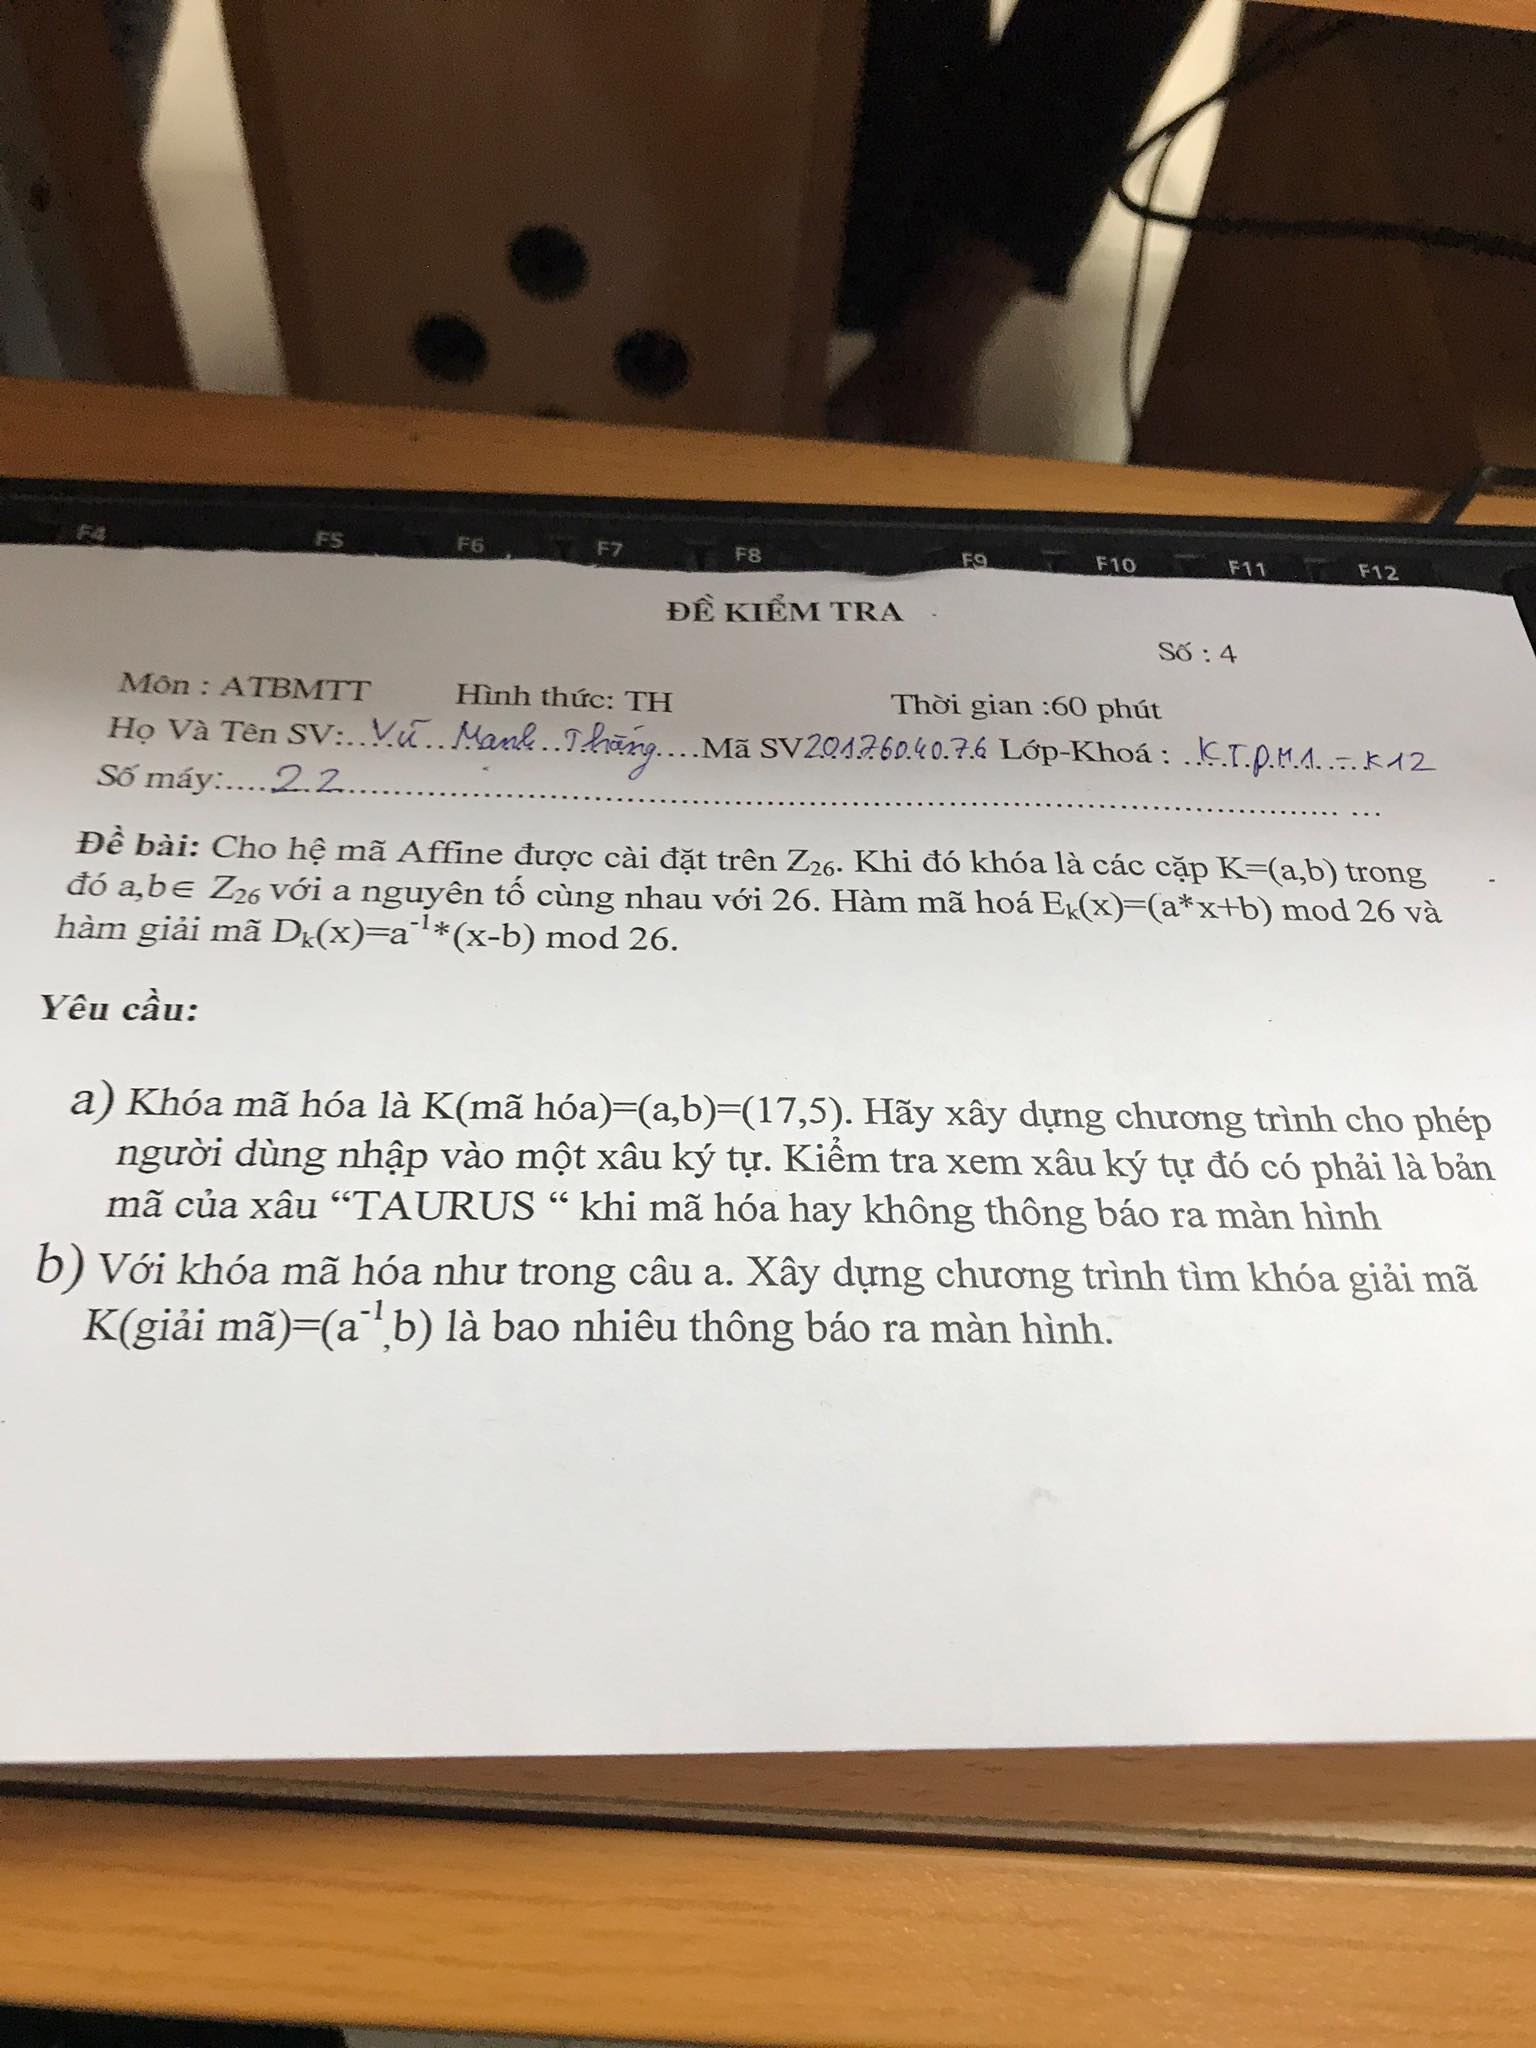 F4 F5 F6 F7 F8 F9 F10 F11 F12
ĐỀ KIỂM TRA
Số : 4
Môn : ATBMTT Hình thức: TH Thời gian :60 phút
Họ Và Tên SV:...Vũ...Mạnh...Thắng....Mã SV2017604076 Lớp-Khoá : ...KTPM1...–...K12
Số máy:.....22...........................................................................................
Đề bài: Cho hệ mã Affine được cài đặt trên Z₂₆. Khi đó khóa là các cặp K=(a,b) trong
đó a,b∈ Z₂₆ với a nguyên tố cùng nhau với 26. Hàm mã hoá Eₖ(x)=(a*x+b) mod 26 và
hàm giải mã Dₖ(x)=a⁻¹*(x-b) mod 26.
Yêu cầu:
a) Khóa mã hóa là K(mã hóa)=(a,b)=(17,5). Hãy xây dựng chương trình cho phép
người dùng nhập vào một xâu ký tự. Kiểm tra xem xâu ký tự đó có phải là bản
mã của xâu “TAURUS “ khi mã hóa hay không thông báo ra màn hình
b) Với khóa mã hóa như trong câu a. Xây dựng chương trình tìm khóa giải mã
K(giải mã)=(a⁻¹,b) là bao nhiêu thông báo ra màn hình.